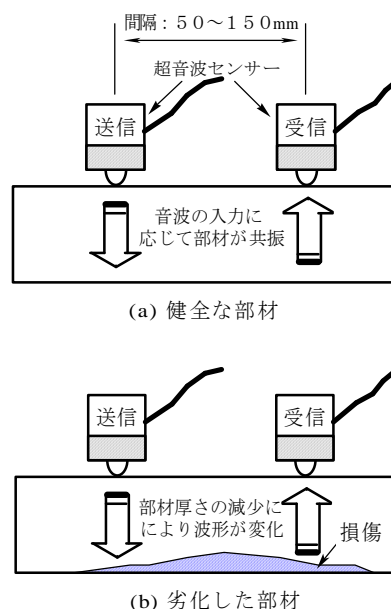 間隔：50～150mm
超音波センサー
送信
受信
音波の入力に
応じて部材が共振
(a) 健全な部材
送信
受信
部材厚さの減少に
により波形が変化
損傷
(b) 劣化した部材